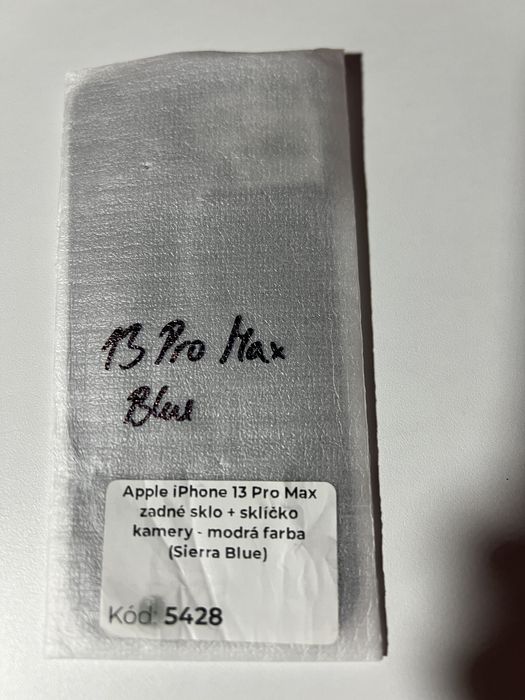 13 Pro Max
Blue
Apple iPhone 13 Pro Max
zadné sklo + sklíčko
kamery - modrá farba
(Sierra Blue)
Kód: 5428